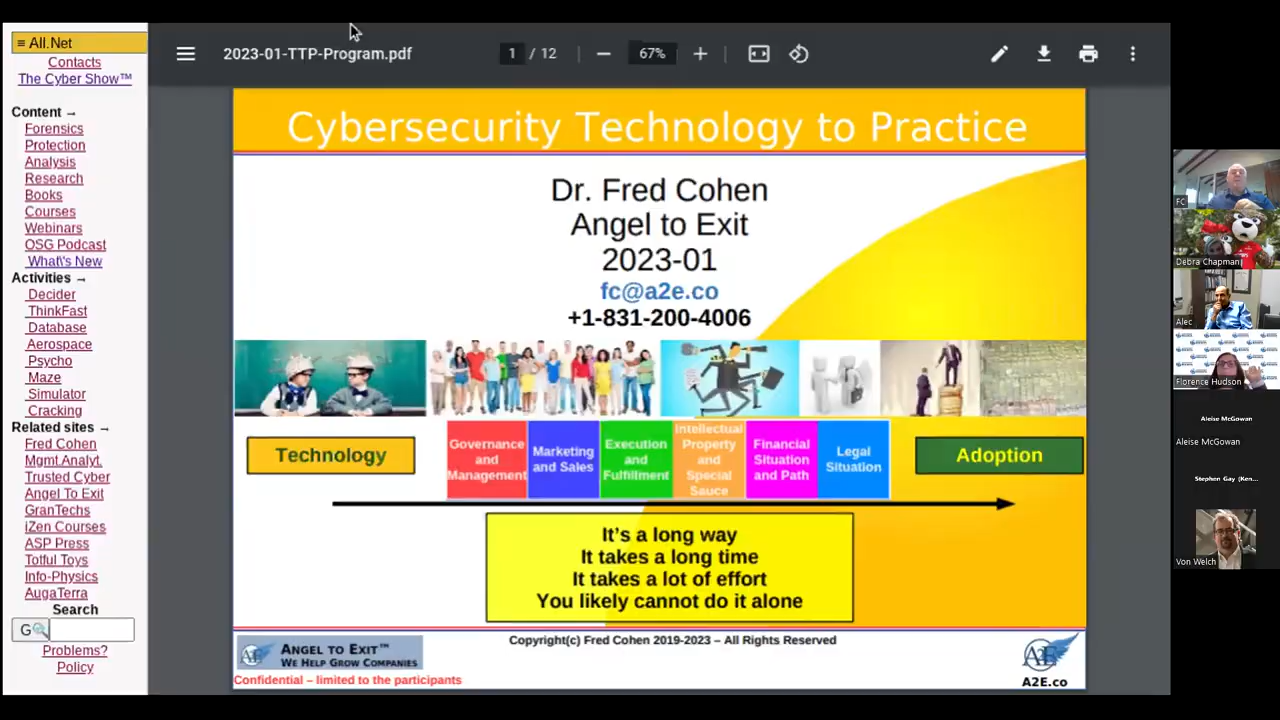 ≡ All.Net
Contacts
The Cyber Show™
Content →
Forensics
Protection
Analysis
Research
Books
Courses
Webinars
OSG Podcast
What\'s New
Activities →
Decider
ThinkFast
Database
Aerospace
Psycho
Maze
Simulator
Cracking
Related sites →
Fred Cohen
Mgmt Analyt.
Trusted Cyber
Angel To Exit
GranTechs
iZen Courses
ASP Press
Totful Toys
Info-Physics
AugaTerra
Search
G
Problems?
Policy
2023-01-TTP-Program.pdf
1 / 12
67%
Cybersecurity Technology to Practice
Dr. Fred Cohen
Angel to Exit
2023-01
fc@a2e.co
+1-831-200-4006
Technology
Governance
and
Management
Marketing
and Sales
Execution
and
Fulfillment
Intellectual
Property
and
Special
Sauce
Financial
Situation
and Path
Legal
Situation
Adoption
It's a long way
It takes a long time
It takes a lot of effort
You likely cannot do it alone
ANGEL TO EXIT™
WE HELP GROW COMPANIES
Copyright(c) Fred Cohen 2019-2023 – All Rights Reserved
A2E
A2E.co
Confidential – limited to the participants
FC
Debra Chapman
Alec
Florence Hudson
Aleise McGowan
Aleise McGowan
Stephen Gay (Ken...
Von Welch